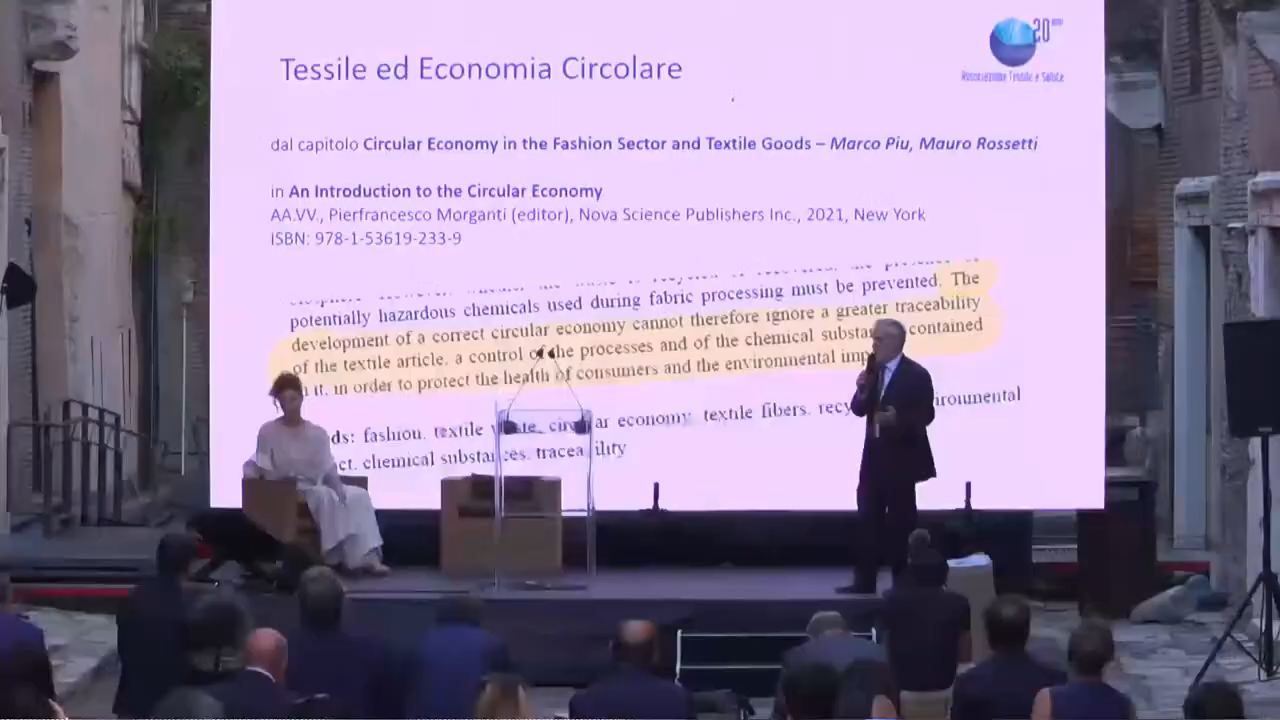 Tessile ed Economia Circolare
20
Associazione Tessile e Salute
dal capitolo Circular Economy in the Fashion Sector and Textile Goods – Marco Piu, Mauro Rossetti
in An Introduction to the Circular Economy
AA.VV., Pierfrancesco Morganti (editor), Nova Science Publishers Inc., 2021, New York
ISBN: 978-1-53619-233-9
potentially hazardous chemicals used during fabric processing must be prevented. The
development of a correct circular economy cannot therefore ignore a greater traceability
of the textile article, a control of the processes and of the chemical contained
it, in order to protect the health of consumers and the environmental
fashion, textile economy, textile fibers,
chemical substances, traceability